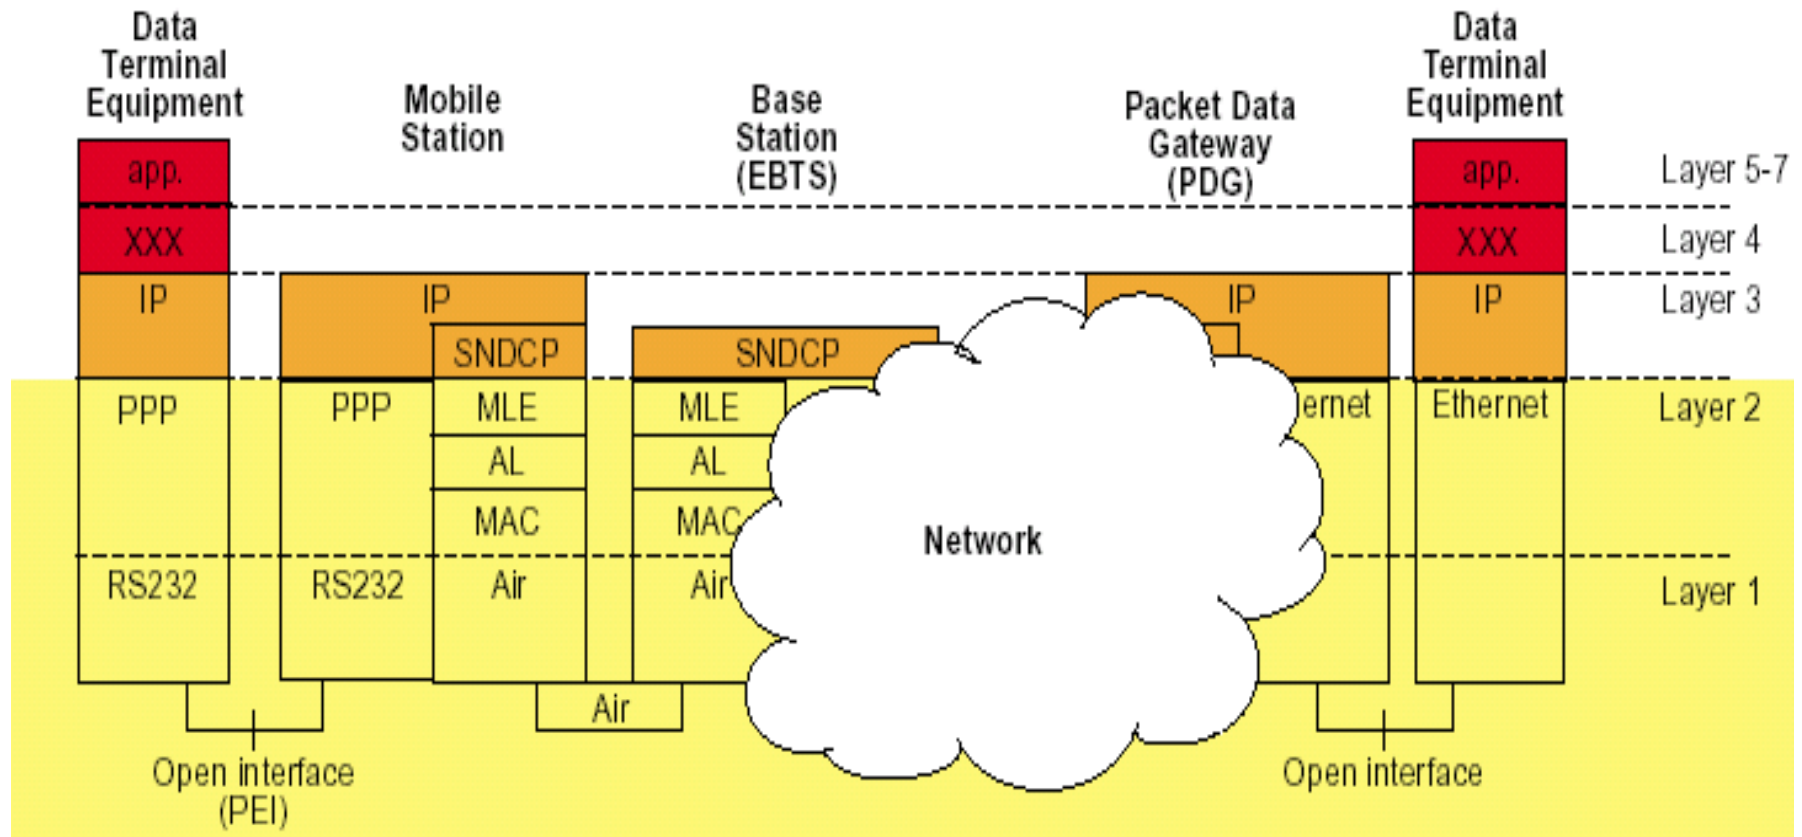 Data
Terminal
Equipment
Mobile
Station
Base
Station
(EBTS)
Packet Data
Gateway
(PDG)
Data
Terminal
Equipment
app.
app.
Layer 5-7
XXX
XXX
Layer 4
IP
IP
IP
IP
Layer 3
SNDCP
SNDCP
PPP
PPP
MLE
MLE
ernet
Ethernet
Layer 2
AL
AL
MAC
MAC
Network
RS232
RS232
Air
Air
Layer 1
Air
Open interface
(PEI)
Open interface